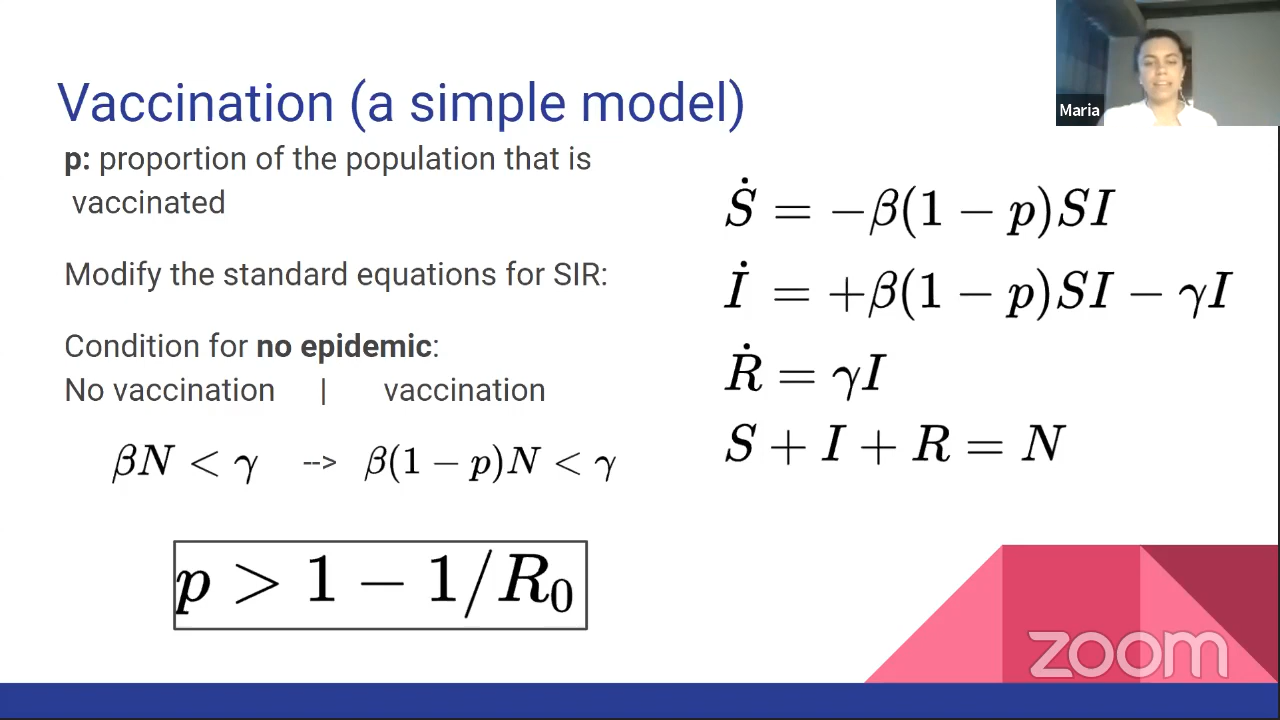 Vaccination (a simple model)
p: proportion of the population that is
vaccinated
Modify the standard equations for SIR:
Condition for no epidemic:
No vaccination | vaccination
βN < γ --> β(1 − p)N < γ
p > 1 − 1/R₀
Ṡ = −β(1 − p)SI
İ = +β(1 − p)SI − γI
Ṙ = γI
S + I + R = N
Maria
zoom